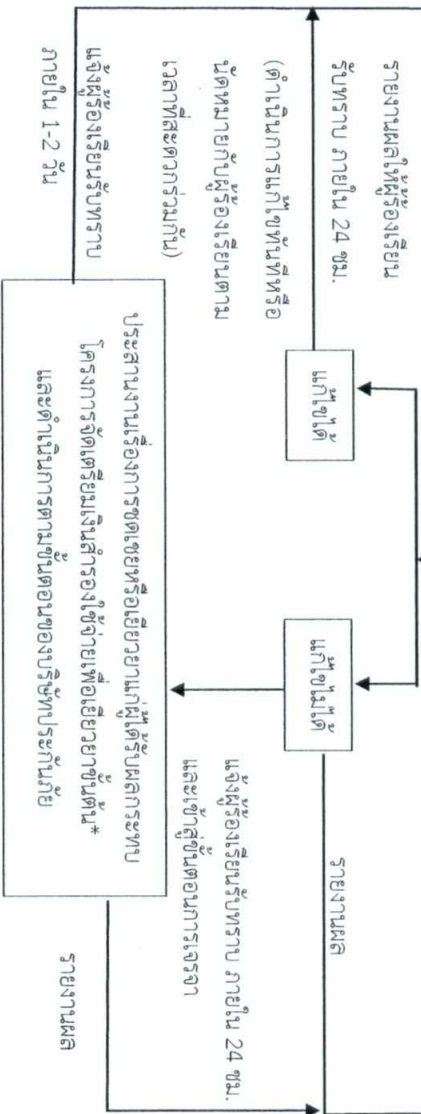 รายงานผลให้ผู้ร้องเรียน
รับทราบ ภายใน 24 ชม.
(ดำเนินการแก้ไขทันทีหรือ
นัดหมายกับผู้ร้องเรียนตาม
เวลาที่สะดวกร่วมกัน)
แก้ไขได้
แก้ไขไม่ได้
รายงานผล
แจ้งผู้ร้องเรียนรับทราบ ภายใน 24 ชม.
และเข้าสู่ขั้นตอนการเจรจา
แจ้งผู้ร้องเรียนรับทราบ
ภายใน 1-2 วัน
ประสานงานเรื่องการชดเชยหรือเยียวยาแก่ผู้ได้รับผลกระทบ
โครงการจัดเตรียมเงินสำรองใช้จ่ายเพื่อเยียวยาขั้นต้น*
และดำเนินการตามขั้นตอนของบริษัทประกันภัย
รายงานผล